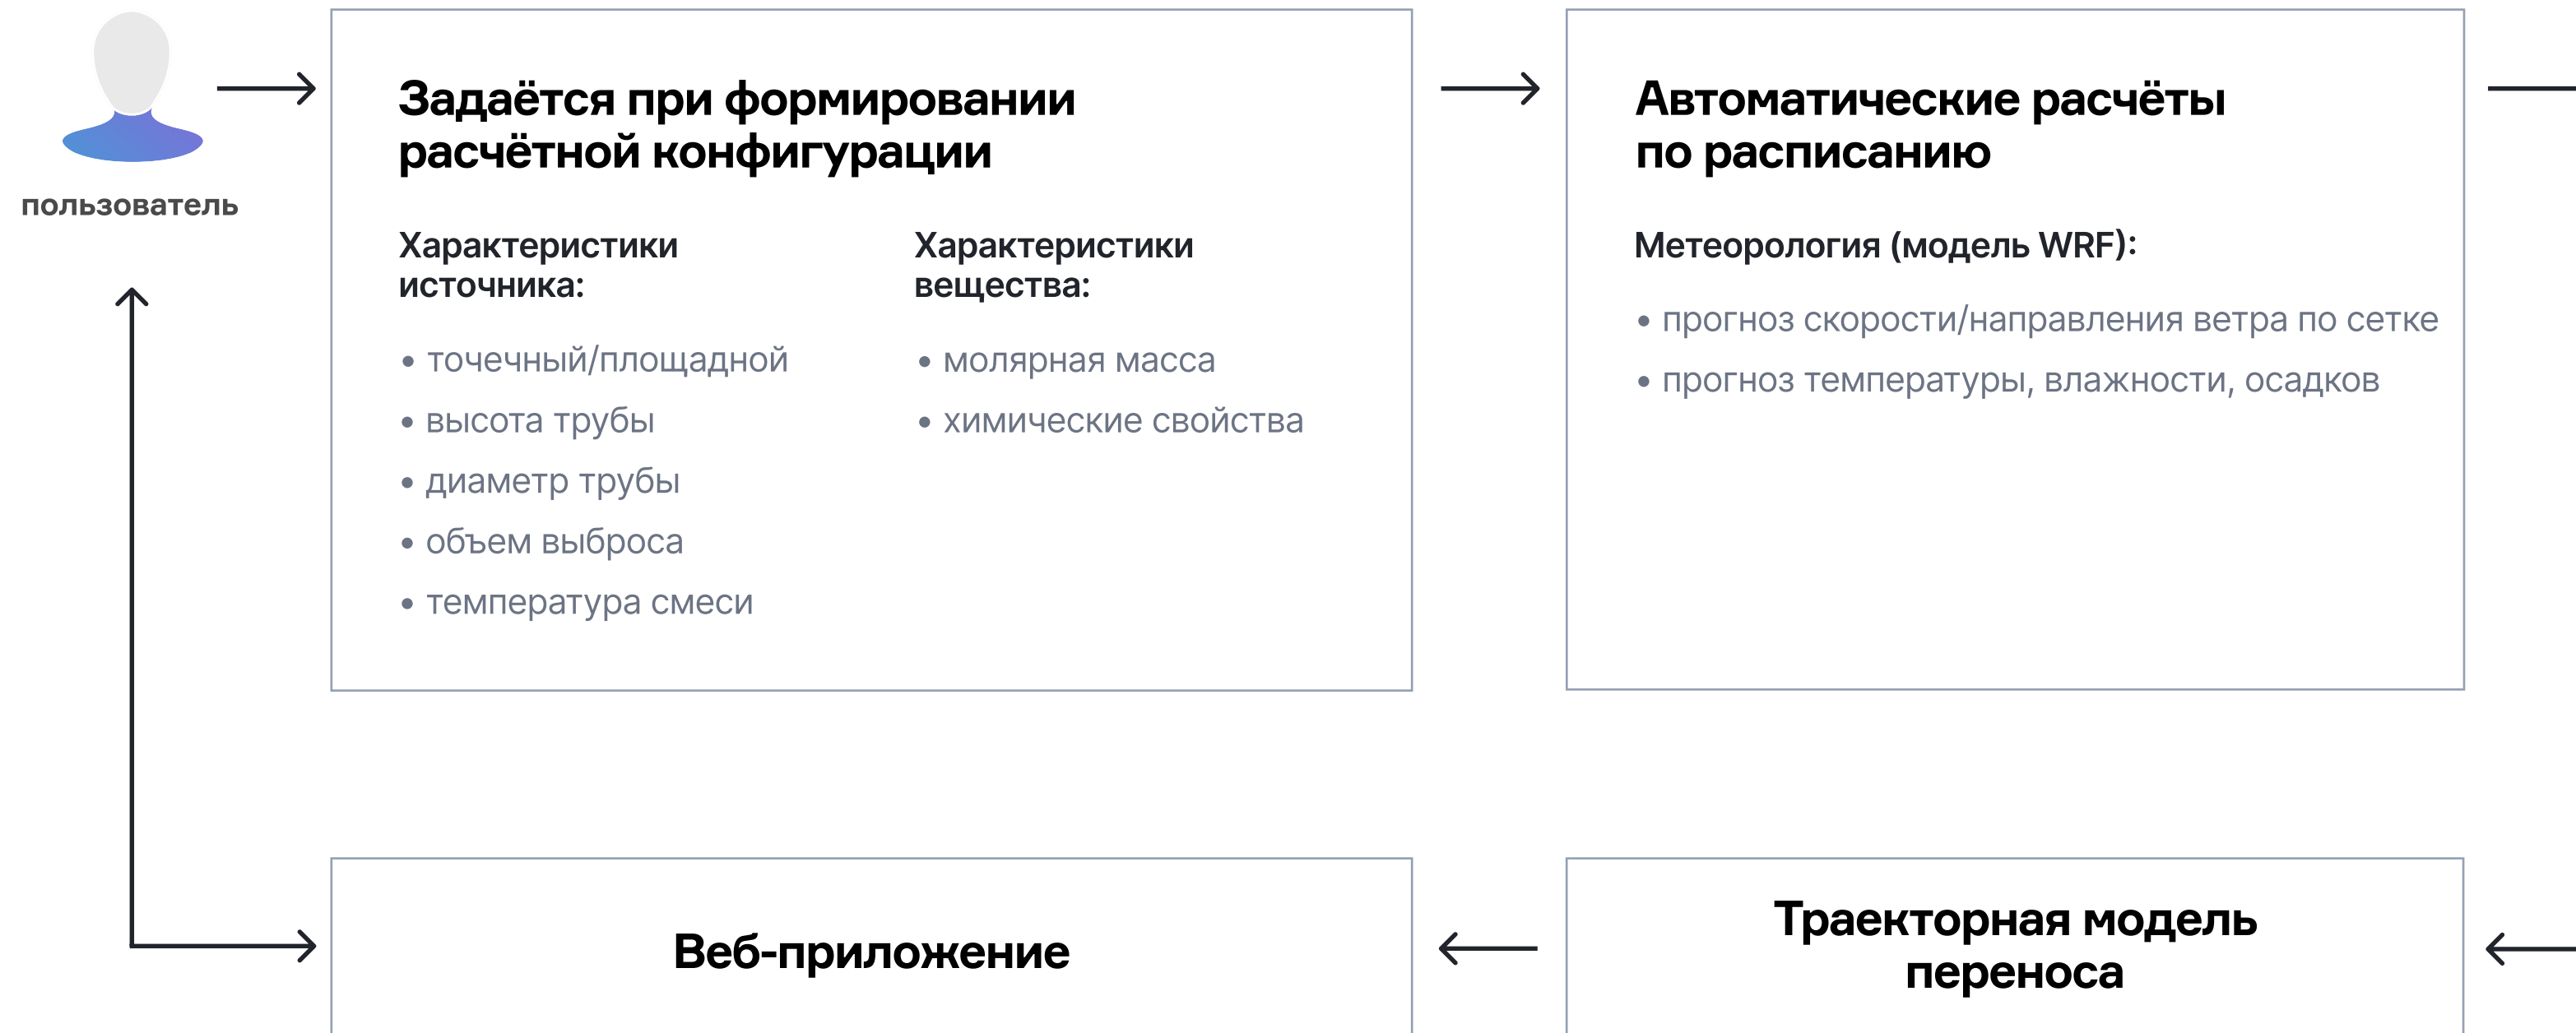 пользователь
Задаётся при формировании
расчётной конфигурации
Характеристики
источника:
• точечный/площадной
• высота трубы
• диаметр трубы
• объем выброса
• температура смеси
Характеристики
вещества:
• молярная масса
• химические свойства
Автоматические расчёты
по расписанию
Метеорология (модель WRF):
• прогноз скорости/направления ветра по сетке
• прогноз температуры, влажности, осадков
Веб-приложение
Траекторная модель
переноса